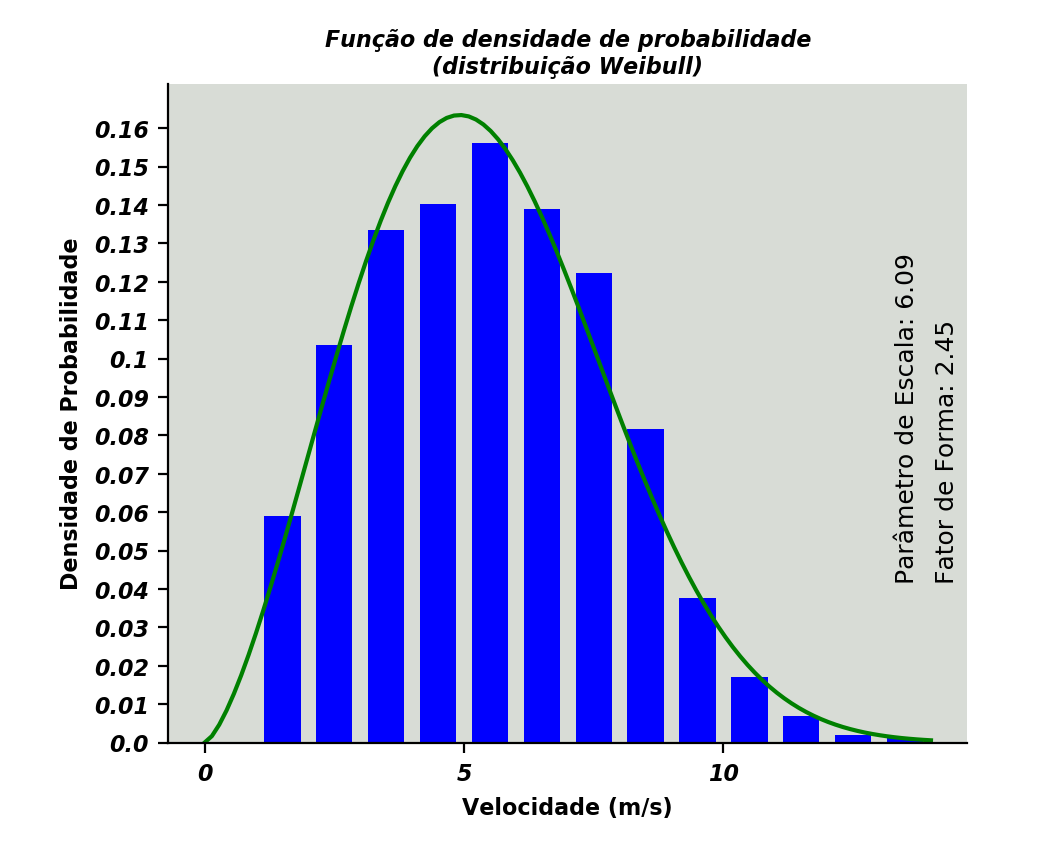 Função de densidade de probabilidade
(distribuição Weibull)
Densidade de Probabilidade
0.16
0.15
0.14
0.13
0.12
0.11
0.1
0.09
0.08
0.07
0.06
0.05
0.04
0.03
0.02
0.01
0.0
Parâmetro de Escala: 6.09
Fator de Forma: 2.45
0 5 10
Velocidade (m/s)